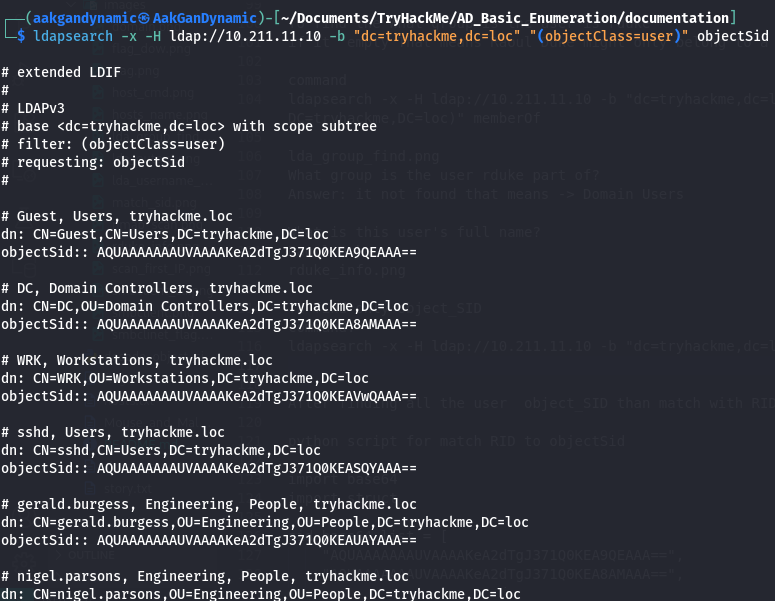 (aakgandynamic㉿AakGanDynamic)-[~/Documents/TryHackMe/AD_Basic_Enumeration/documentation]
$ ldapsearch -x -H ldap://10.211.11.10 -b "dc=tryhackme,dc=loc" "(objectClass=user)" objectSid
# extended LDIF
#
# LDAPv3
# base <dc=tryhackme,dc=loc> with scope subtree
# filter: (objectClass=user)
# requesting: objectSid
#
# Guest, Users, tryhackme.loc
dn: CN=Guest,CN=Users,DC=tryhackme,DC=loc
objectSid:: AQUAAAAAAAUVAAAAKeA2dTgJ371Q0KEA9QEAAA==
# DC, Domain Controllers, tryhackme.loc
dn: CN=DC,OU=Domain Controllers,DC=tryhackme,DC=loc
objectSid:: AQUAAAAAAAUVAAAAKeA2dTgJ371Q0KEA8AMAAA==
# WRK, Workstations, tryhackme.loc
dn: CN=WRK,OU=Workstations,DC=tryhackme,DC=loc
objectSid:: AQUAAAAAAAUVAAAAKeA2dTgJ371Q0KEAVwQAAA==
# sshd, Users, tryhackme.loc
dn: CN=sshd,CN=Users,DC=tryhackme,DC=loc
objectSid:: AQUAAAAAAAUVAAAAKeA2dTgJ371Q0KEASQYAAA==
# gerald.burgess, Engineering, People, tryhackme.loc
dn: CN=gerald.burgess,OU=Engineering,OU=People,DC=tryhackme,DC=loc
objectSid:: AQUAAAAAAAUVAAAAKeA2dTgJ371Q0KEAUAYAAA==
# nigel.parsons, Engineering, People, tryhackme.loc
dn: CN=nigel.parsons,OU=Engineering,OU=People,DC=tryhackme,DC=loc